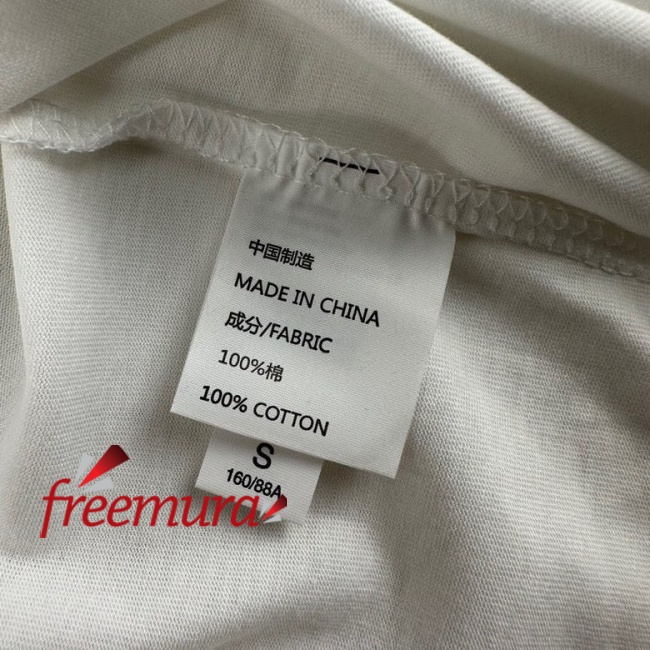 中国制造
MADE IN CHINA
成分/FABRIC
100%棉
100% COTTON
S
160/88A
freemura